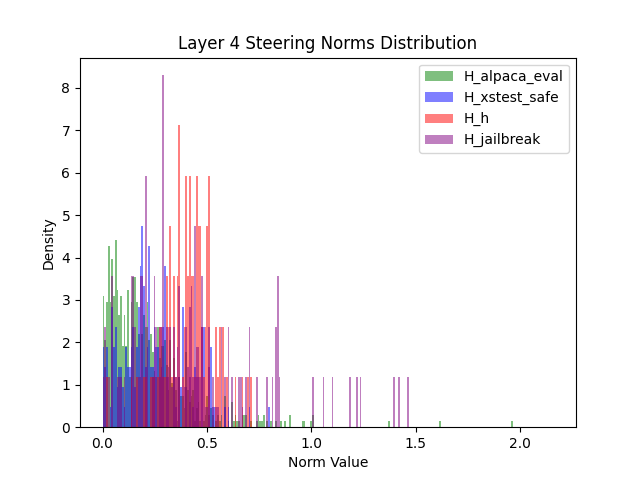 Layer 4 Steering Norms Distribution
H_alpaca_eval
H_xstest_safe
H_h
H_jailbreak
Density
8
7
6
5
4
3
2
1
0
0.0 0.5 1.0 1.5 2.0
Norm Value